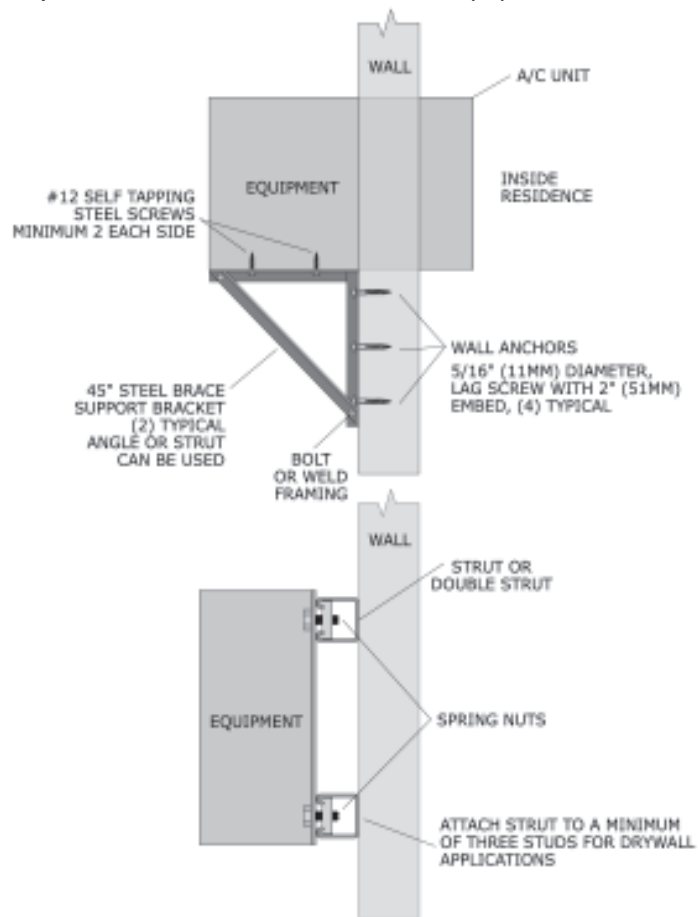 WALL
A/C UNIT
EQUIPMENT
INSIDE
RESIDENCE
#12 SELF TAPPING
STEEL SCREWS
MINIMUM 2 EACH SIDE
WALL ANCHORS
5/16" (11MM) DIAMETER,
LAG SCREW WITH 2" (51MM)
EMBED, (4) TYPICAL
45° STEEL BRACE
SUPPORT BRACKET
(2) TYPICAL
ANGLE OR STRUT
CAN BE USED
BOLT
OR WELD
FRAMING
WALL
STRUT OR
DOUBLE STRUT
EQUIPMENT
SPRING NUTS
ATTACH STRUT TO A MINIMUM
OF THREE STUDS FOR DRYWALL
APPLICATIONS